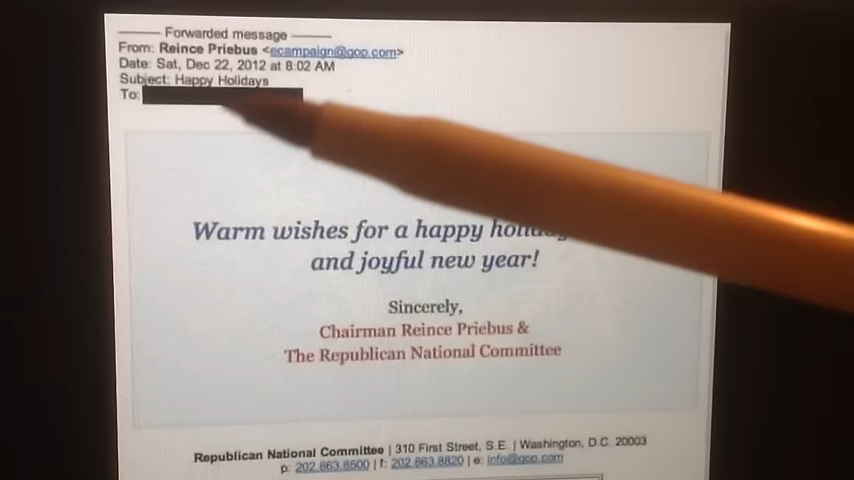 ——— Forwarded message ———
From: Reince Priebus <ecampaign@gop.com>
Date: Sat, Dec 22, 2012 at 8:02 AM
Subject: Happy Holidays
To:
Warm wishes for a happy
and joyful new year!
Sincerely,
Chairman Reince Priebus &
The Republican National Committee
Republican National Committee | 310 First Street, S.E. | Washington, D.C. 20003
p: 202.863.8500 | f: 202.863.8820 | e: info@gop.com